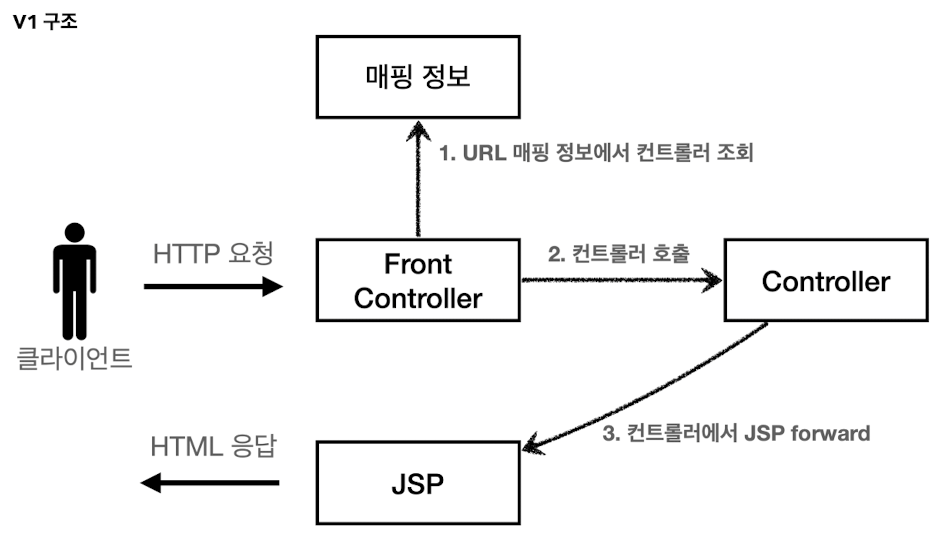 V1 구조
매핑 정보
1. URL 매핑 정보에서 컨트롤러 조회
HTTP 요청
Front
Controller
2. 컨트롤러 호출
Controller
클라이언트
3. 컨트롤러에서 JSP forward
HTML 응답
JSP